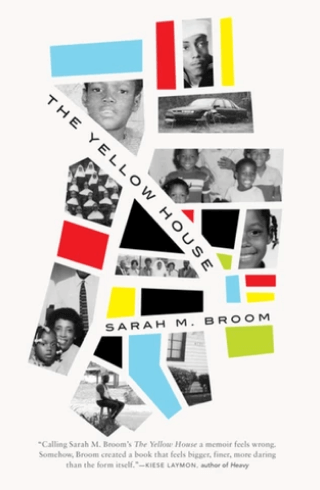 THE YELLOW HOUSE
SARAH M. BROOM
“Calling Sarah M. Broom’s The Yellow House a memoir feels wrong.
Somehow, Broom created a book that feels bigger, finer, more daring
than the form itself.”—KIESE LAYMON, author of Heavy